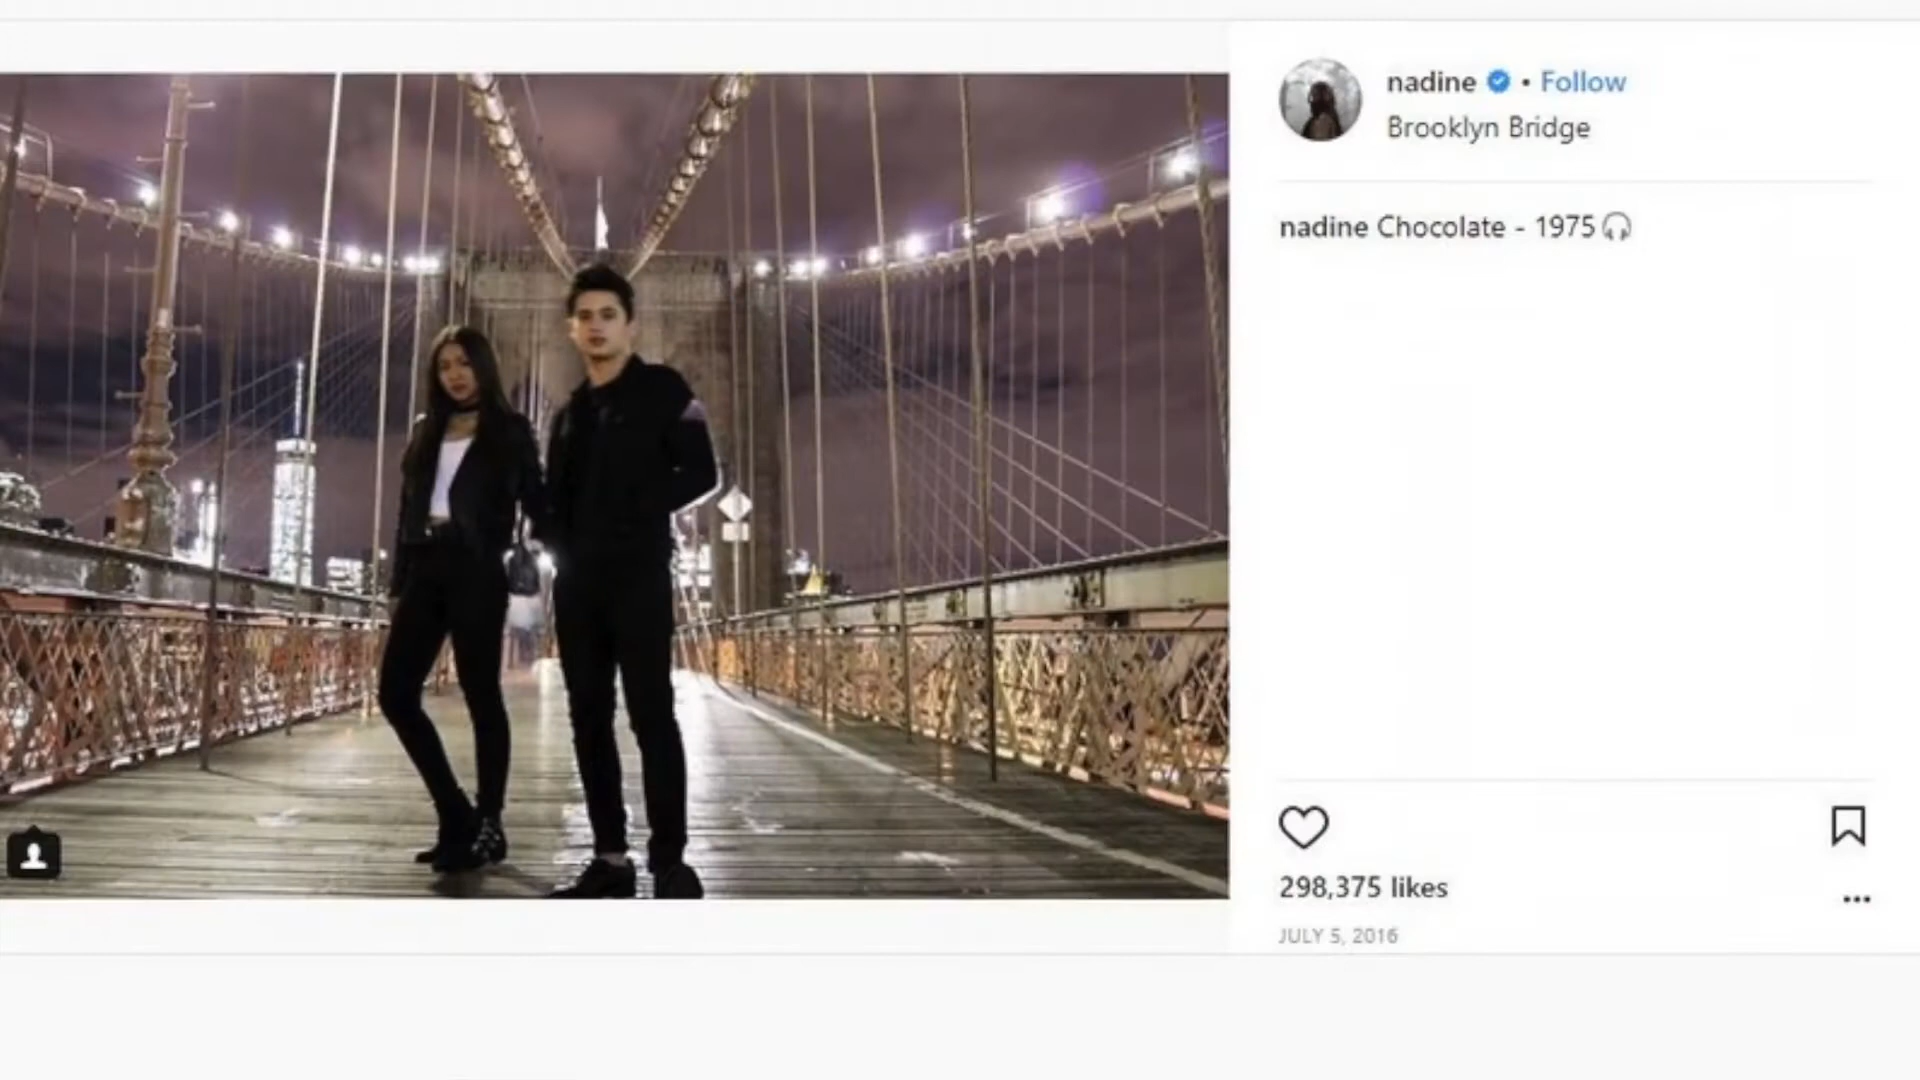 nadine • Follow
Brooklyn Bridge
nadine Chocolate - 1975
298,375 likes
JULY 5, 2016